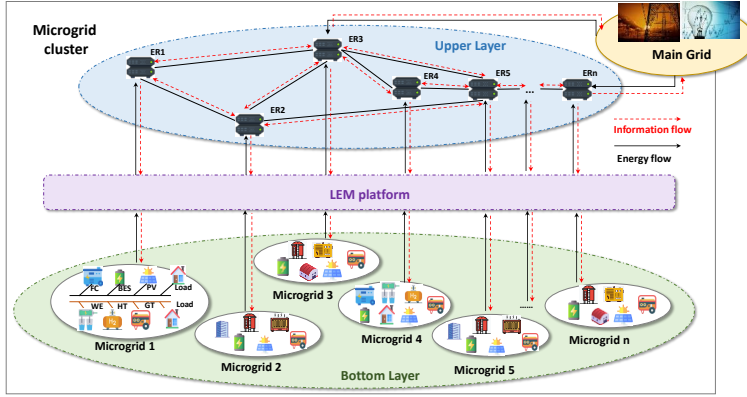 Microgrid
cluster
ER1
ER3
Upper Layer
Main Grid
ER4
ER5
ERn
...
ER2
Information flow
Energy flow
LEM platform
FC
BES
PV
Load
WE
HT
GT
Load
H2
H2
Microgrid 1
Microgrid 2
Microgrid 3
Microgrid 4
Microgrid 5
......
Microgrid n
Bottom Layer